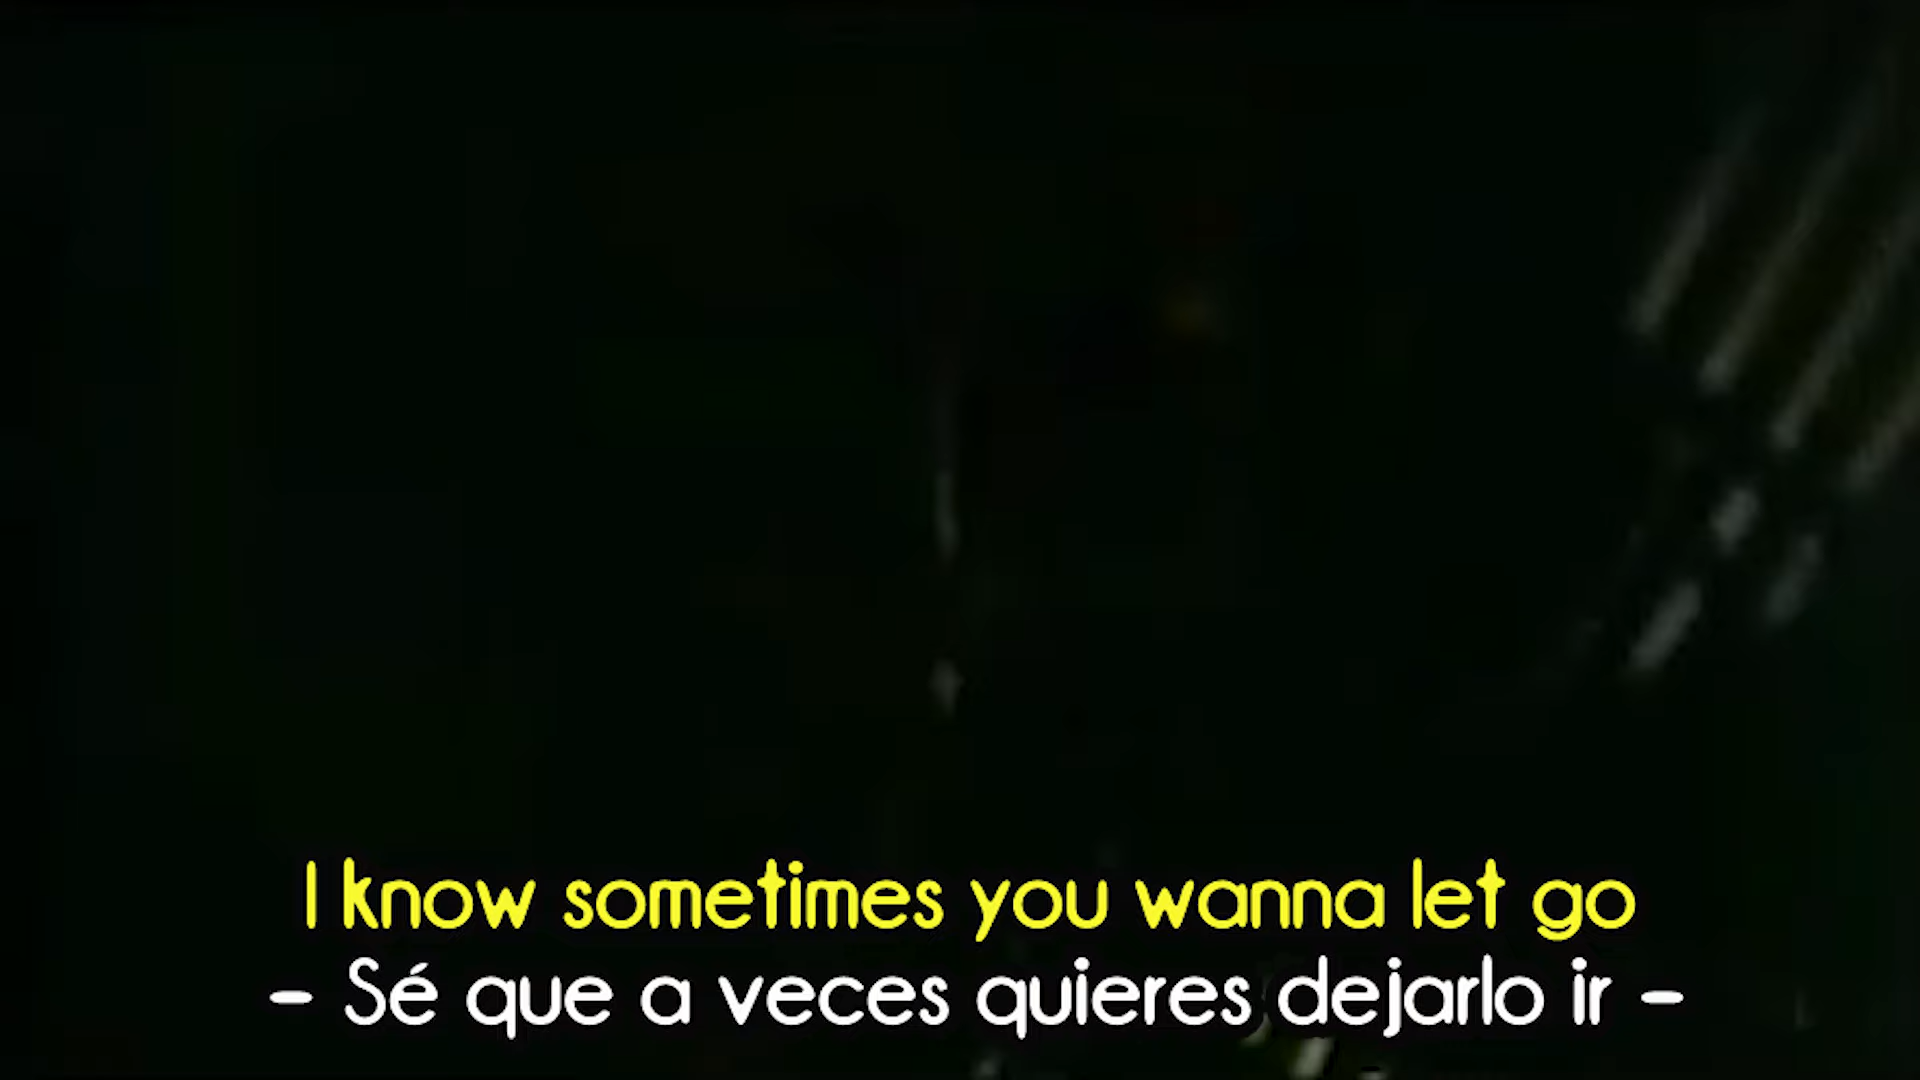 I know sometimes you wanna let go
- Sé que a veces quieres dejarlo ir -